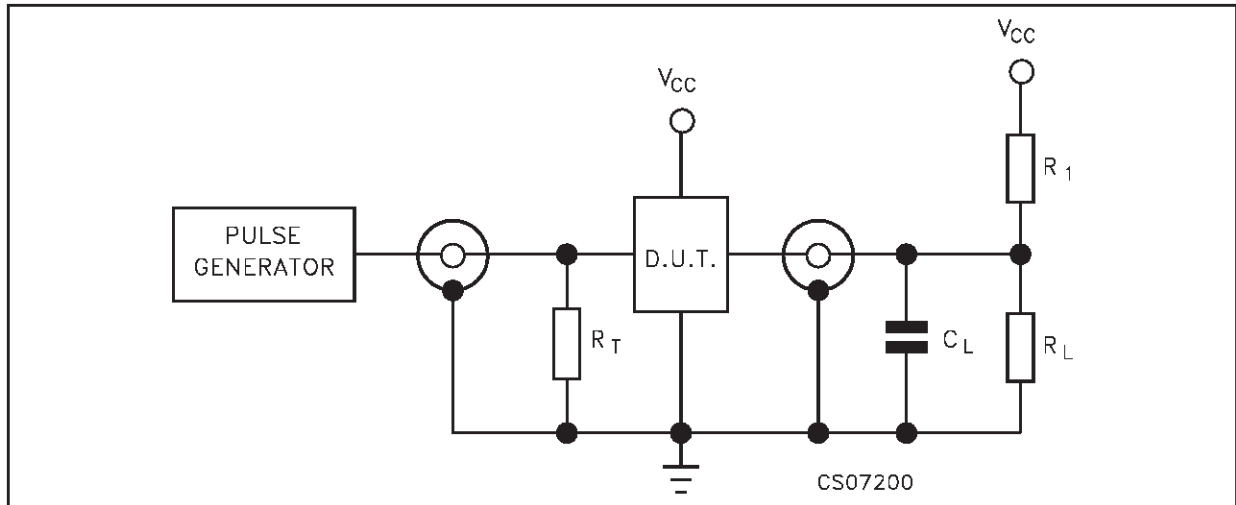 VCC
VCC
R1
PULSE
GENERATOR
D.U.T.
RT
CL
RL
CS07200